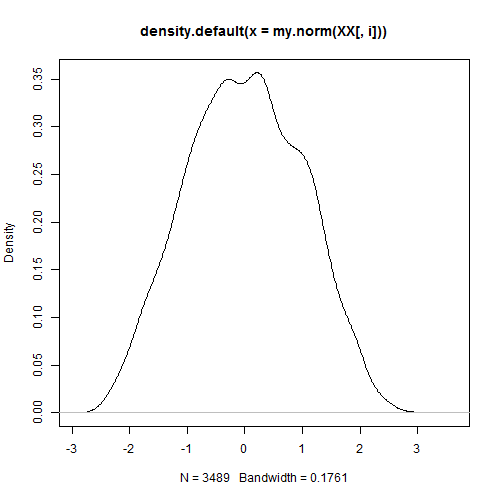 density.default(x = my.norm(XX[, i]))
Density
0.35
0.30
0.25
0.20
0.15
0.10
0.05
0.00
-3 -2 -1 0 1 2 3
N = 3489 Bandwidth = 0.1761